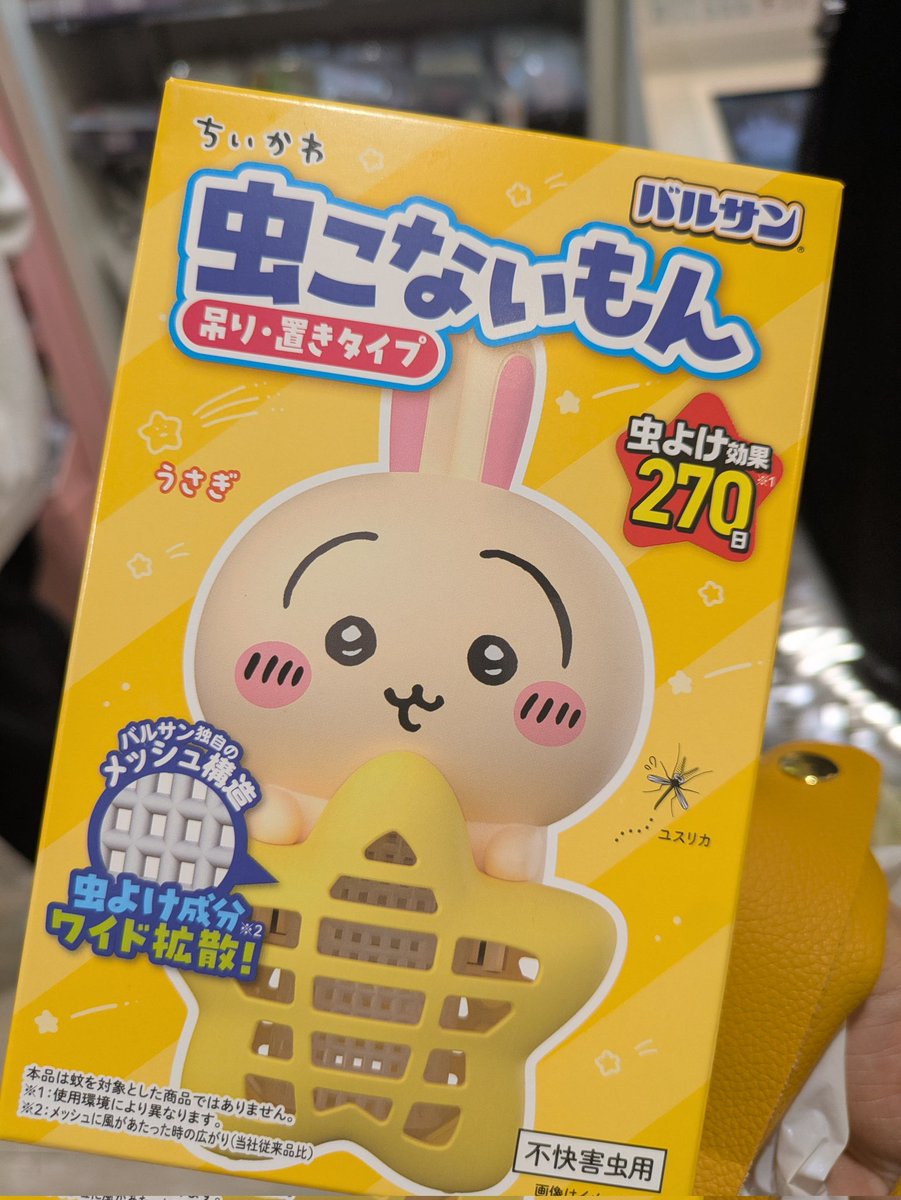 ちいかわ
バルサン®
虫こないもん
吊り・置きタイプ
虫よけ効果
270日※1
うさぎ
バルサン独自の
メッシュ構造
虫よけ成分
ワイド拡散!※2
ユスリカ
本品は蚊を対象とした商品ではありません。
※1:使用環境により異なります。
※2:メッシュに風があたった時の広がり(当社従来品比)
不快害虫用
画像はイ